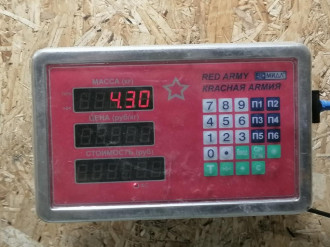 МАССА (кг)
4.30
ЦЕНА (руб/кг)
СТОИМОСТЬ (руб)
RED ARMY МИДЛ
КРАСНАЯ АРМИЯ
7 8 9 П1 П2
4 5 6 П3 П4
1 2 3 П5 П6
0 • T